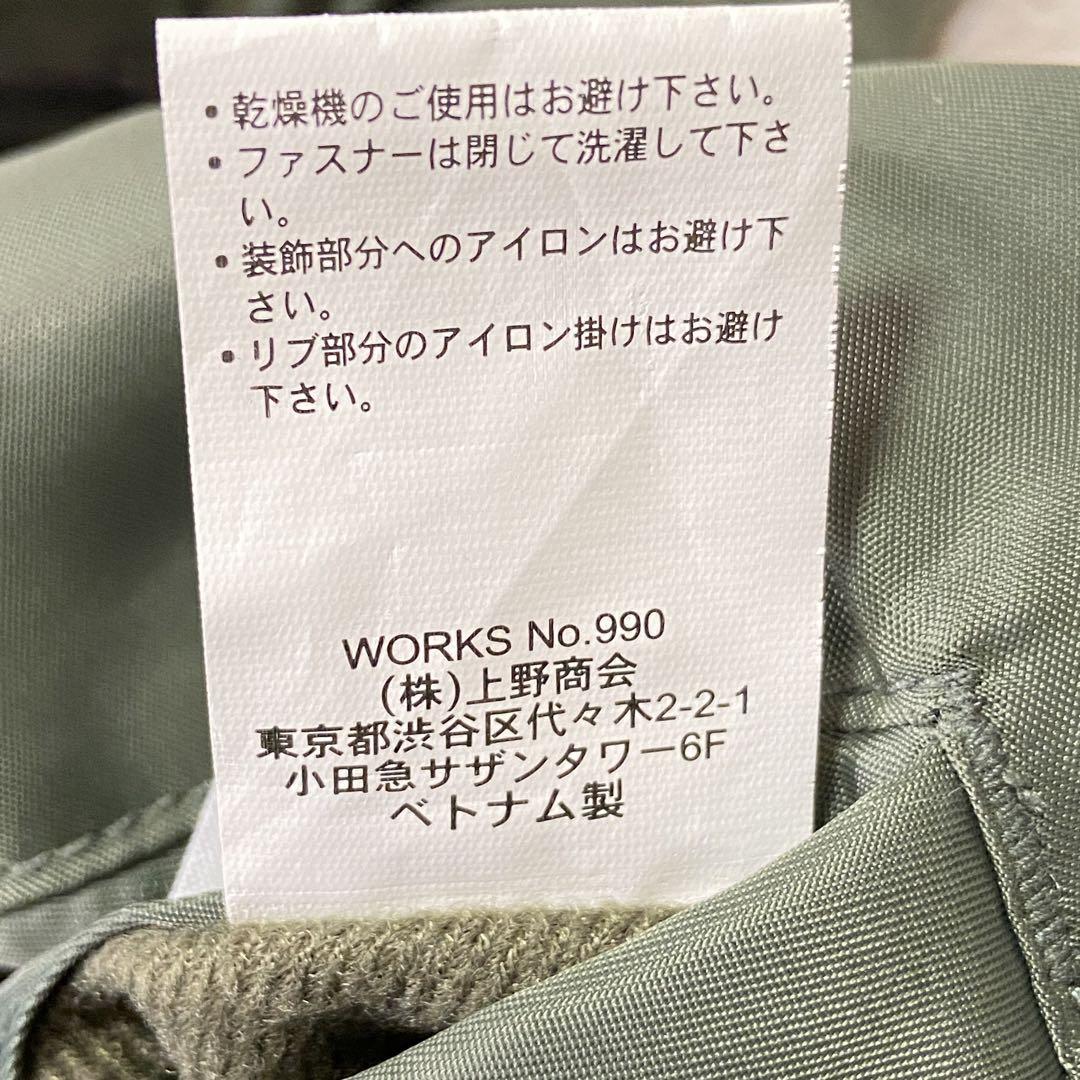 ・乾燥機のご使用はお避け下さい。
・ファスナーは閉じて洗濯して下さ
い。
・装飾部分へのアイロンはお避け下
さい。
・リブ部分のアイロン掛けはお避け
下さい。
WORKS No.990
(株)上野商会
東京都渋谷区代々木2-2-1
小田急サザンタワー6F
ベトナム製